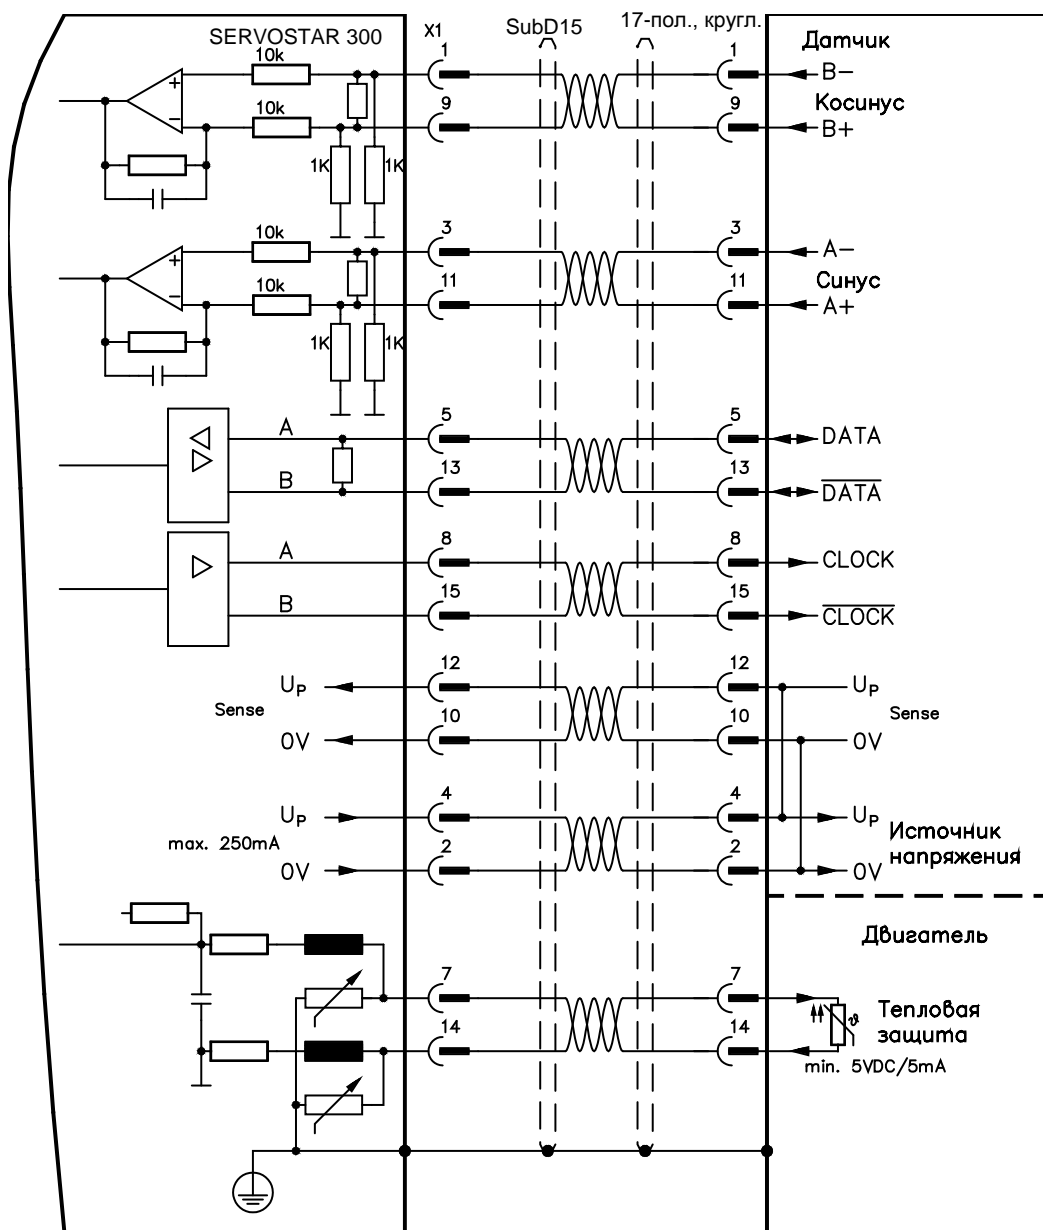 SERVOSTAR 300 X1 SubD15 17-пол., кругл.
Датчик
10k 1 1 B−
Косинус
10k 9 9 B+
1K 1K
10k 3 3 A−
Синус
10k 11 11 A+
1K 1K
A 5 5 DATA
B 13 13 D̅A̅T̅A̅
A 8 8 CLOCK
B 15 15 C̅L̅O̅C̅K̅
UP 12 12 UP
Sense Sense
0V 10 10 0V
UP 4 4 UP
max. 250mA Источник
напряжения
0V 2 2 0V
Двигатель
7 7
Тепловая
защита
ϑ
14 14
min. 5VDC/5mA